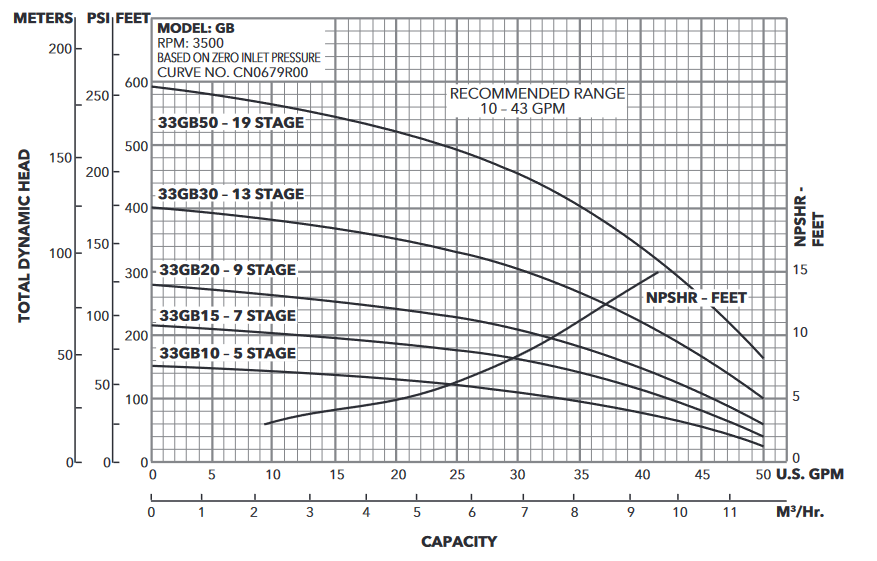 METERS PSI FEET
MODEL: GB
RPM: 3500
BASED ON ZERO INLET PRESSURE
CURVE NO. CN0679R00
RECOMMENDED RANGE
10 – 43 GPM
200
150
100
50
0
250
200
150
100
50
0
600
500
400
300
200
100
0
TOTAL DYNAMIC HEAD
33GB50 – 19 STAGE
33GB30 – 13 STAGE
33GB20 – 9 STAGE
33GB15 – 7 STAGE
33GB10 – 5 STAGE
NPSHR – FEET
NPSHR -
FEET
15
10
5
0
0 5 10 15 20 25 30 35 40 45 50 U.S. GPM
0 1 2 3 4 5 6 7 8 9 10 11 M³/Hr.
CAPACITY